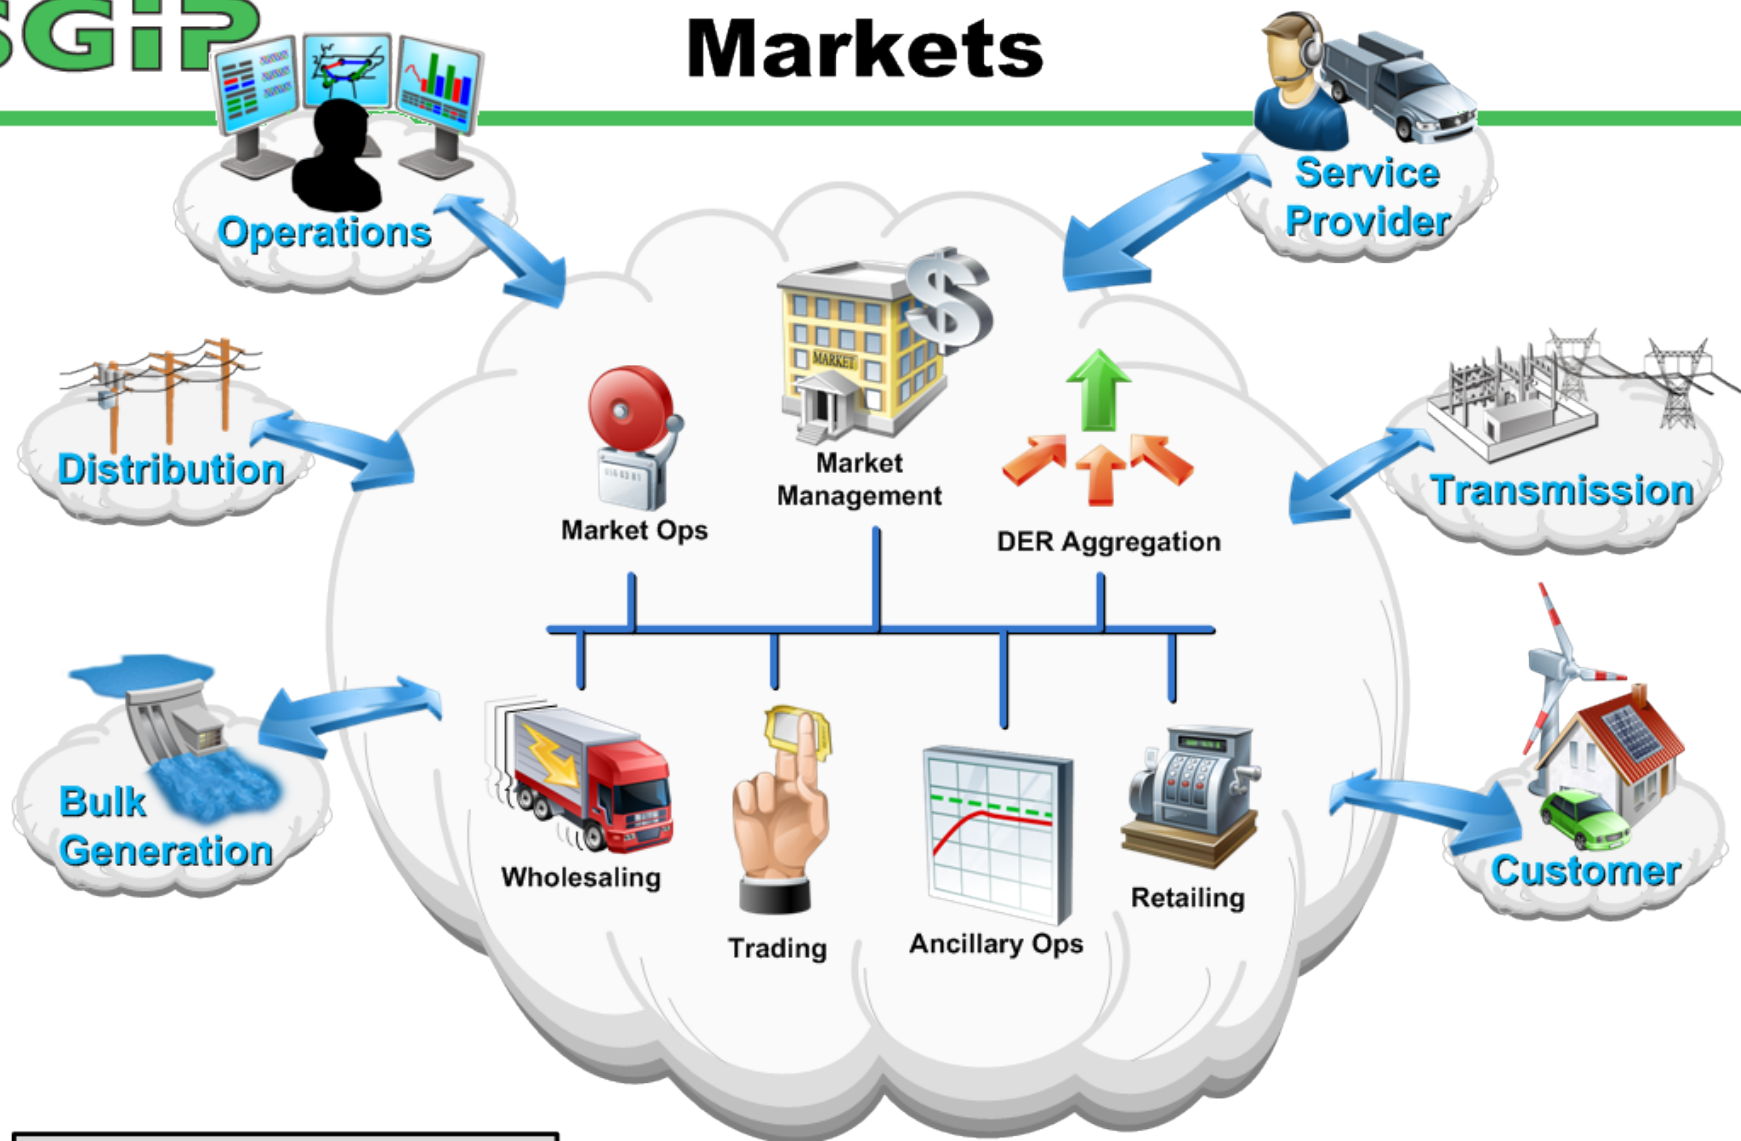 SGiP
Markets
Operations
Service
Provider
MARKET
Distribution
Transmission
Market
Management
Market Ops
DER Aggregation
Bulk
Generation
Wholesaling
Trading
Ancillary Ops
Retailing
Customer